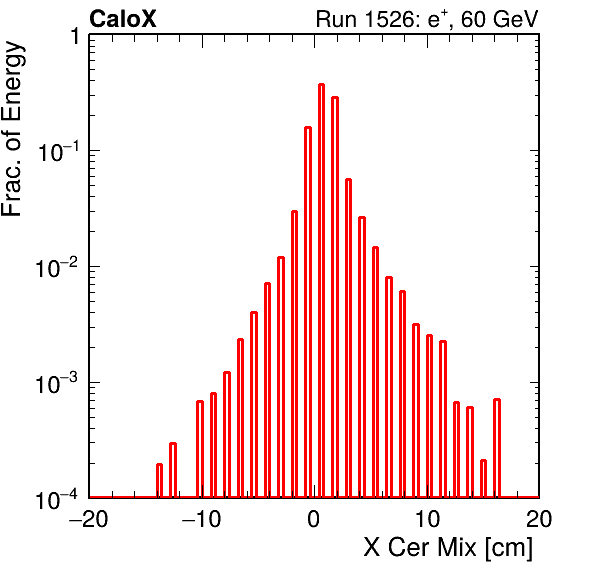 CaloX Run 1526: e⁺, 60 GeV
Frac. of Energy
1
10⁻¹
10⁻²
10⁻³
10⁻⁴
−20 −10 0 10 20
X Cer Mix [cm]